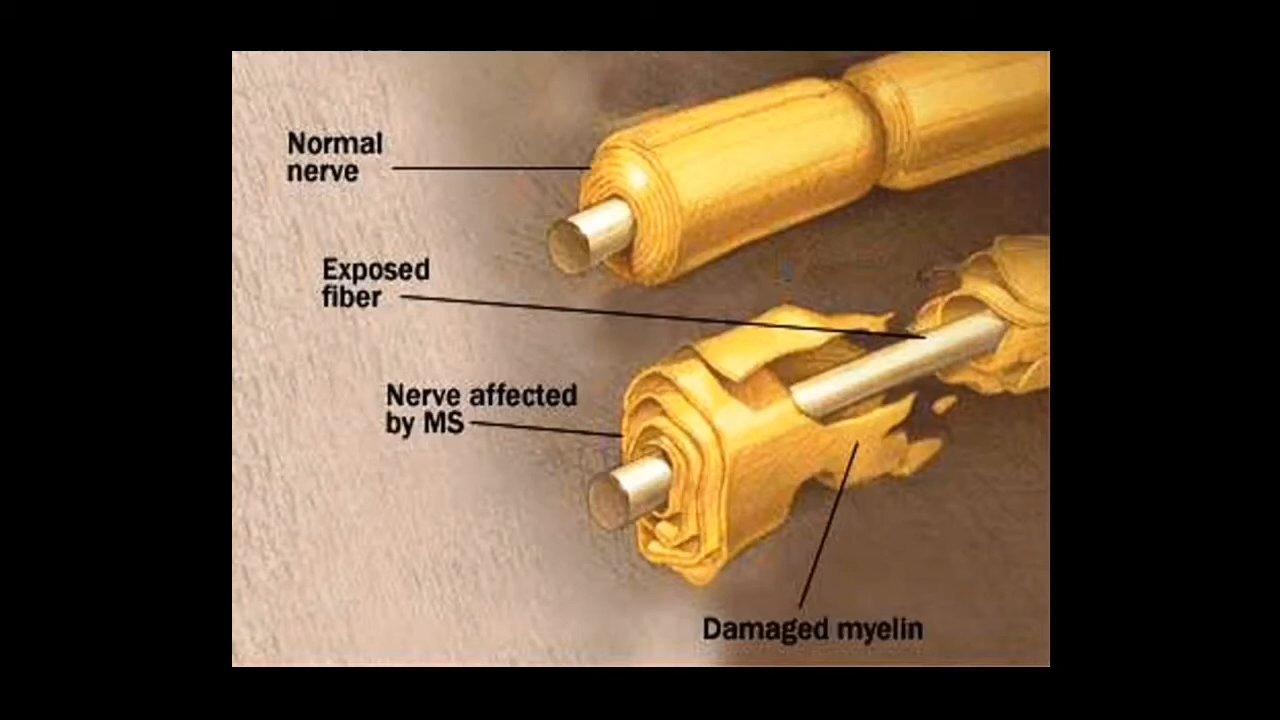 Normal
nerve
Exposed
fiber
Nerve affected
by MS
Damaged myelin